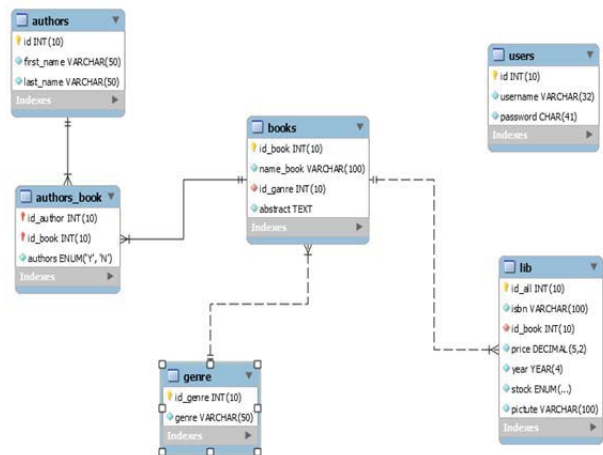 authors
id INT(10)
first_name VARCHAR(50)
last_name VARCHAR(50)
Indexes
users
id INT(10)
username VARCHAR(32)
password CHAR(41)
Indexes
books
id_book INT(10)
name_book VARCHAR(100)
id_ganre INT(10)
abstract TEXT
Indexes
authors_book
id_author INT(10)
id_book INT(10)
authors ENUM('Y', 'N')
Indexes
lib
id_all INT(10)
isbn VARCHAR(100)
id_book INT(10)
price DECIMAL(5,2)
year YEAR(4)
stock ENUM(...)
pictute VARCHAR(100)
Indexes
genre
id_genre INT(10)
genre VARCHAR(50)
Indexes